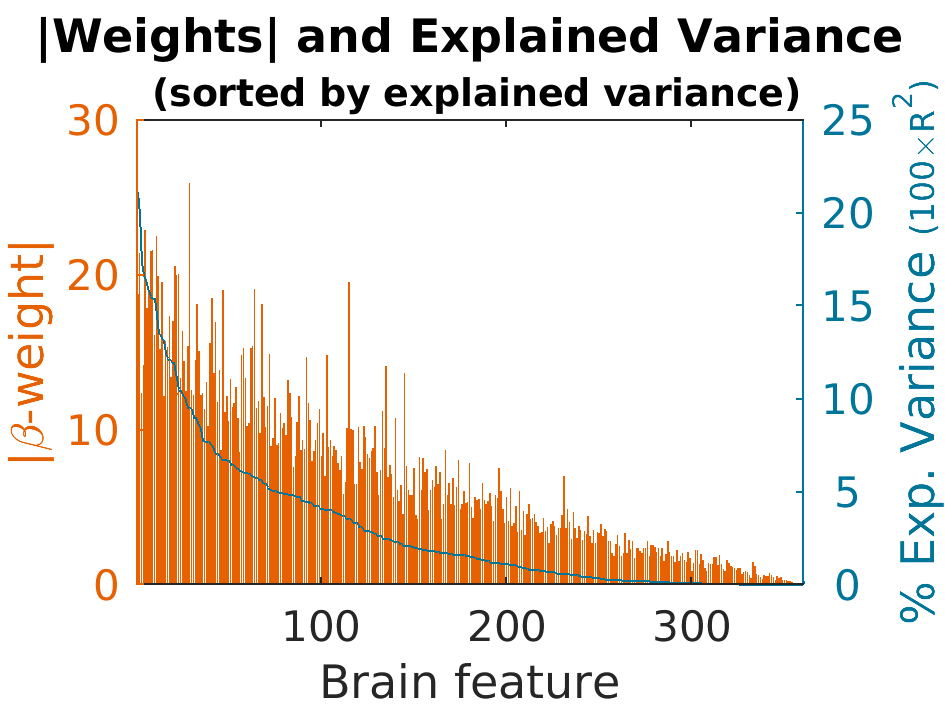 |Weights| and Explained Variance
(sorted by explained variance)
30
20
10
0
|β-weight|
25
20
15
10
5
0
% Exp. Variance (100×R²)
100
200
300
Brain feature